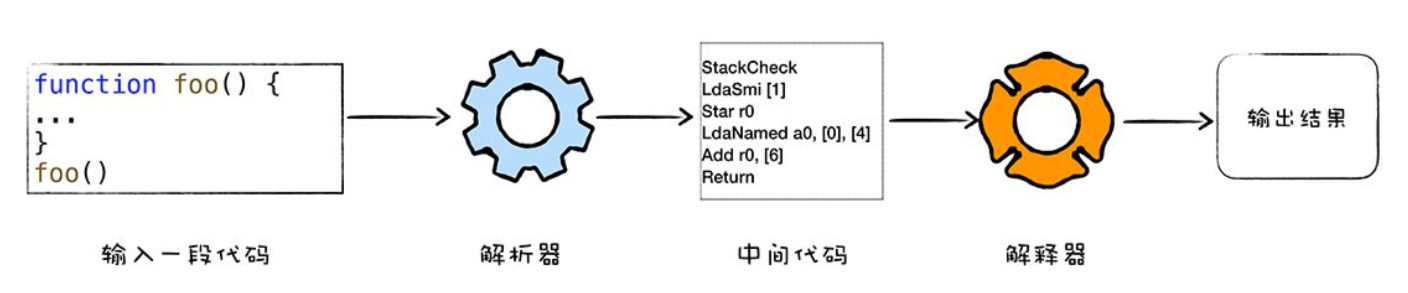 function foo() {
...
}
foo()
StackCheck
LdaSmi [1]
Star r0
LdaNamed a0, [0], [4]
Add r0, [6]
Return
输出结果
输入一段代码
解析器
中间代码
解释器